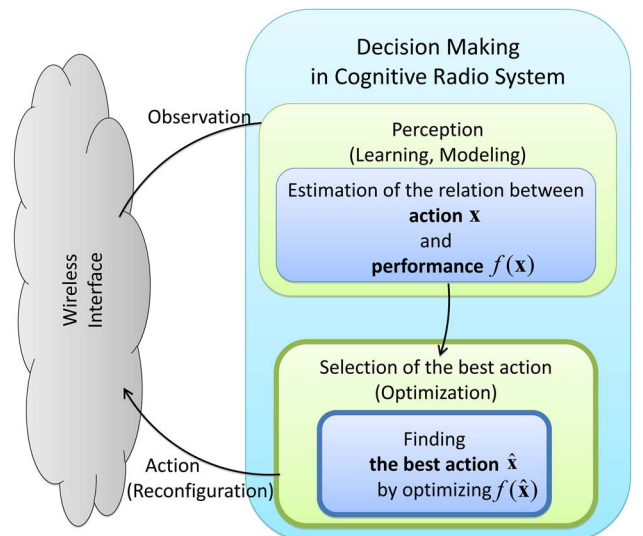 Decision Making
in Cognitive Radio System
Observation
Perception
(Learning, Modeling)
Estimation of the relation between
action x
and
performance f(x)
Wireless
Interface
Selection of the best action
(Optimization)
Finding
the best action x̂
by optimizing f(x̂)
Action
(Reconfiguration)